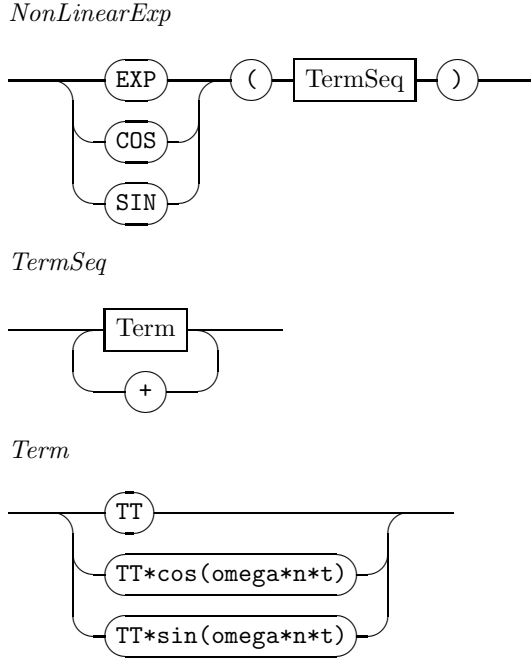 NonLinearExp
EXP ( TermSeq )
COS
SIN
TermSeq
Term
+
Term
TT
TT*cos(omega*n*t)
TT*sin(omega*n*t)